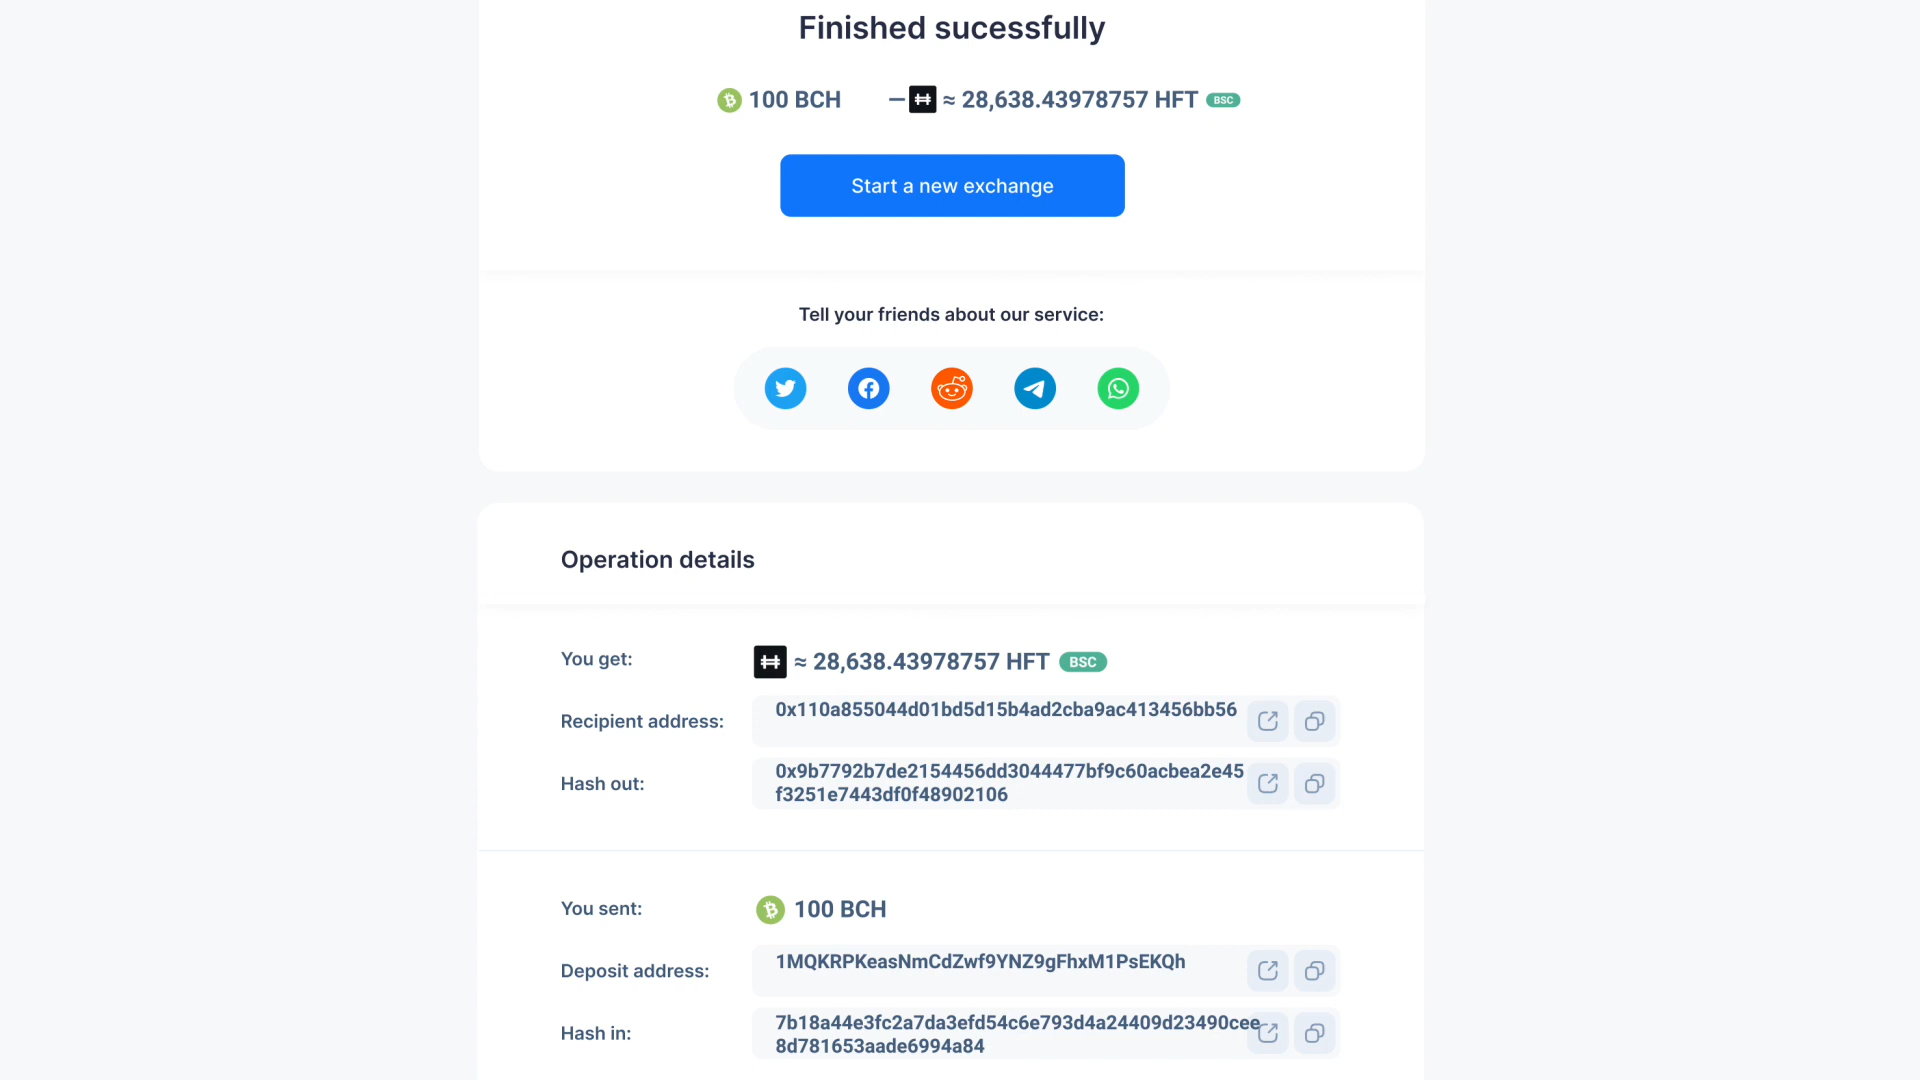 Finished sucessfully
100 BCH — ≈ 28,638.43978757 HFT BSC
Start a new exchange
Tell your friends about our service:
Operation details
You get: ≈ 28,638.43978757 HFT BSC
Recipient address: 0x110a855044d01bd5d15b4ad2cba9ac413456bb56
Hash out: 0x9b7792b7de2154456dd3044477bf9c60acbea2e45
f3251e7443df0f48902106
You sent: 100 BCH
Deposit address: 1MQKRPKeasNmCdZwf9YNZ9gFhxM1PsEKQh
Hash in: 7b18a44e3fc2a7da3efd54c6e793d4a24409d23490cee
8d781653aade6994a84